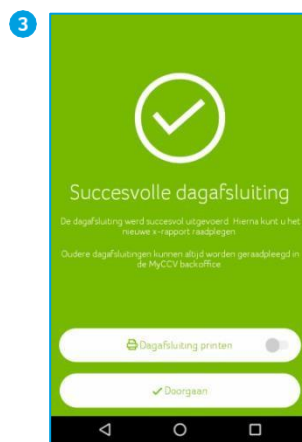 3
Succesvolle dagafsluiting
De dagafsluiting werd succesvol uitgevoerd. Hierna kunt u het
nieuwe x-rapport raadplegen
Oudere dagafsluitingen kunnen altijd worden geraadpleegd in
de MyCCV backoffice
Dagafsluiting printen
Doorgaan